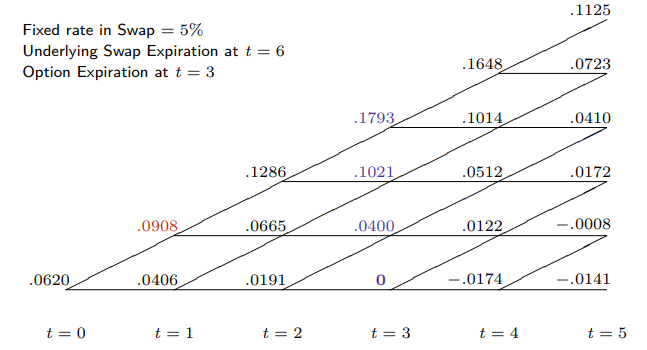 .1125
Fixed rate in Swap = 5%
Underlying Swap Expiration at t = 6
Option Expiration at t = 3
.1648 .0723
.1793 .1014 .0410
.1286 .1021 .0512 .0172
.0908 .0665 .0400 .0122 −.0008
.0620 .0406 .0191 0 −.0174 −.0141
t = 0 t = 1 t = 2 t = 3 t = 4 t = 5